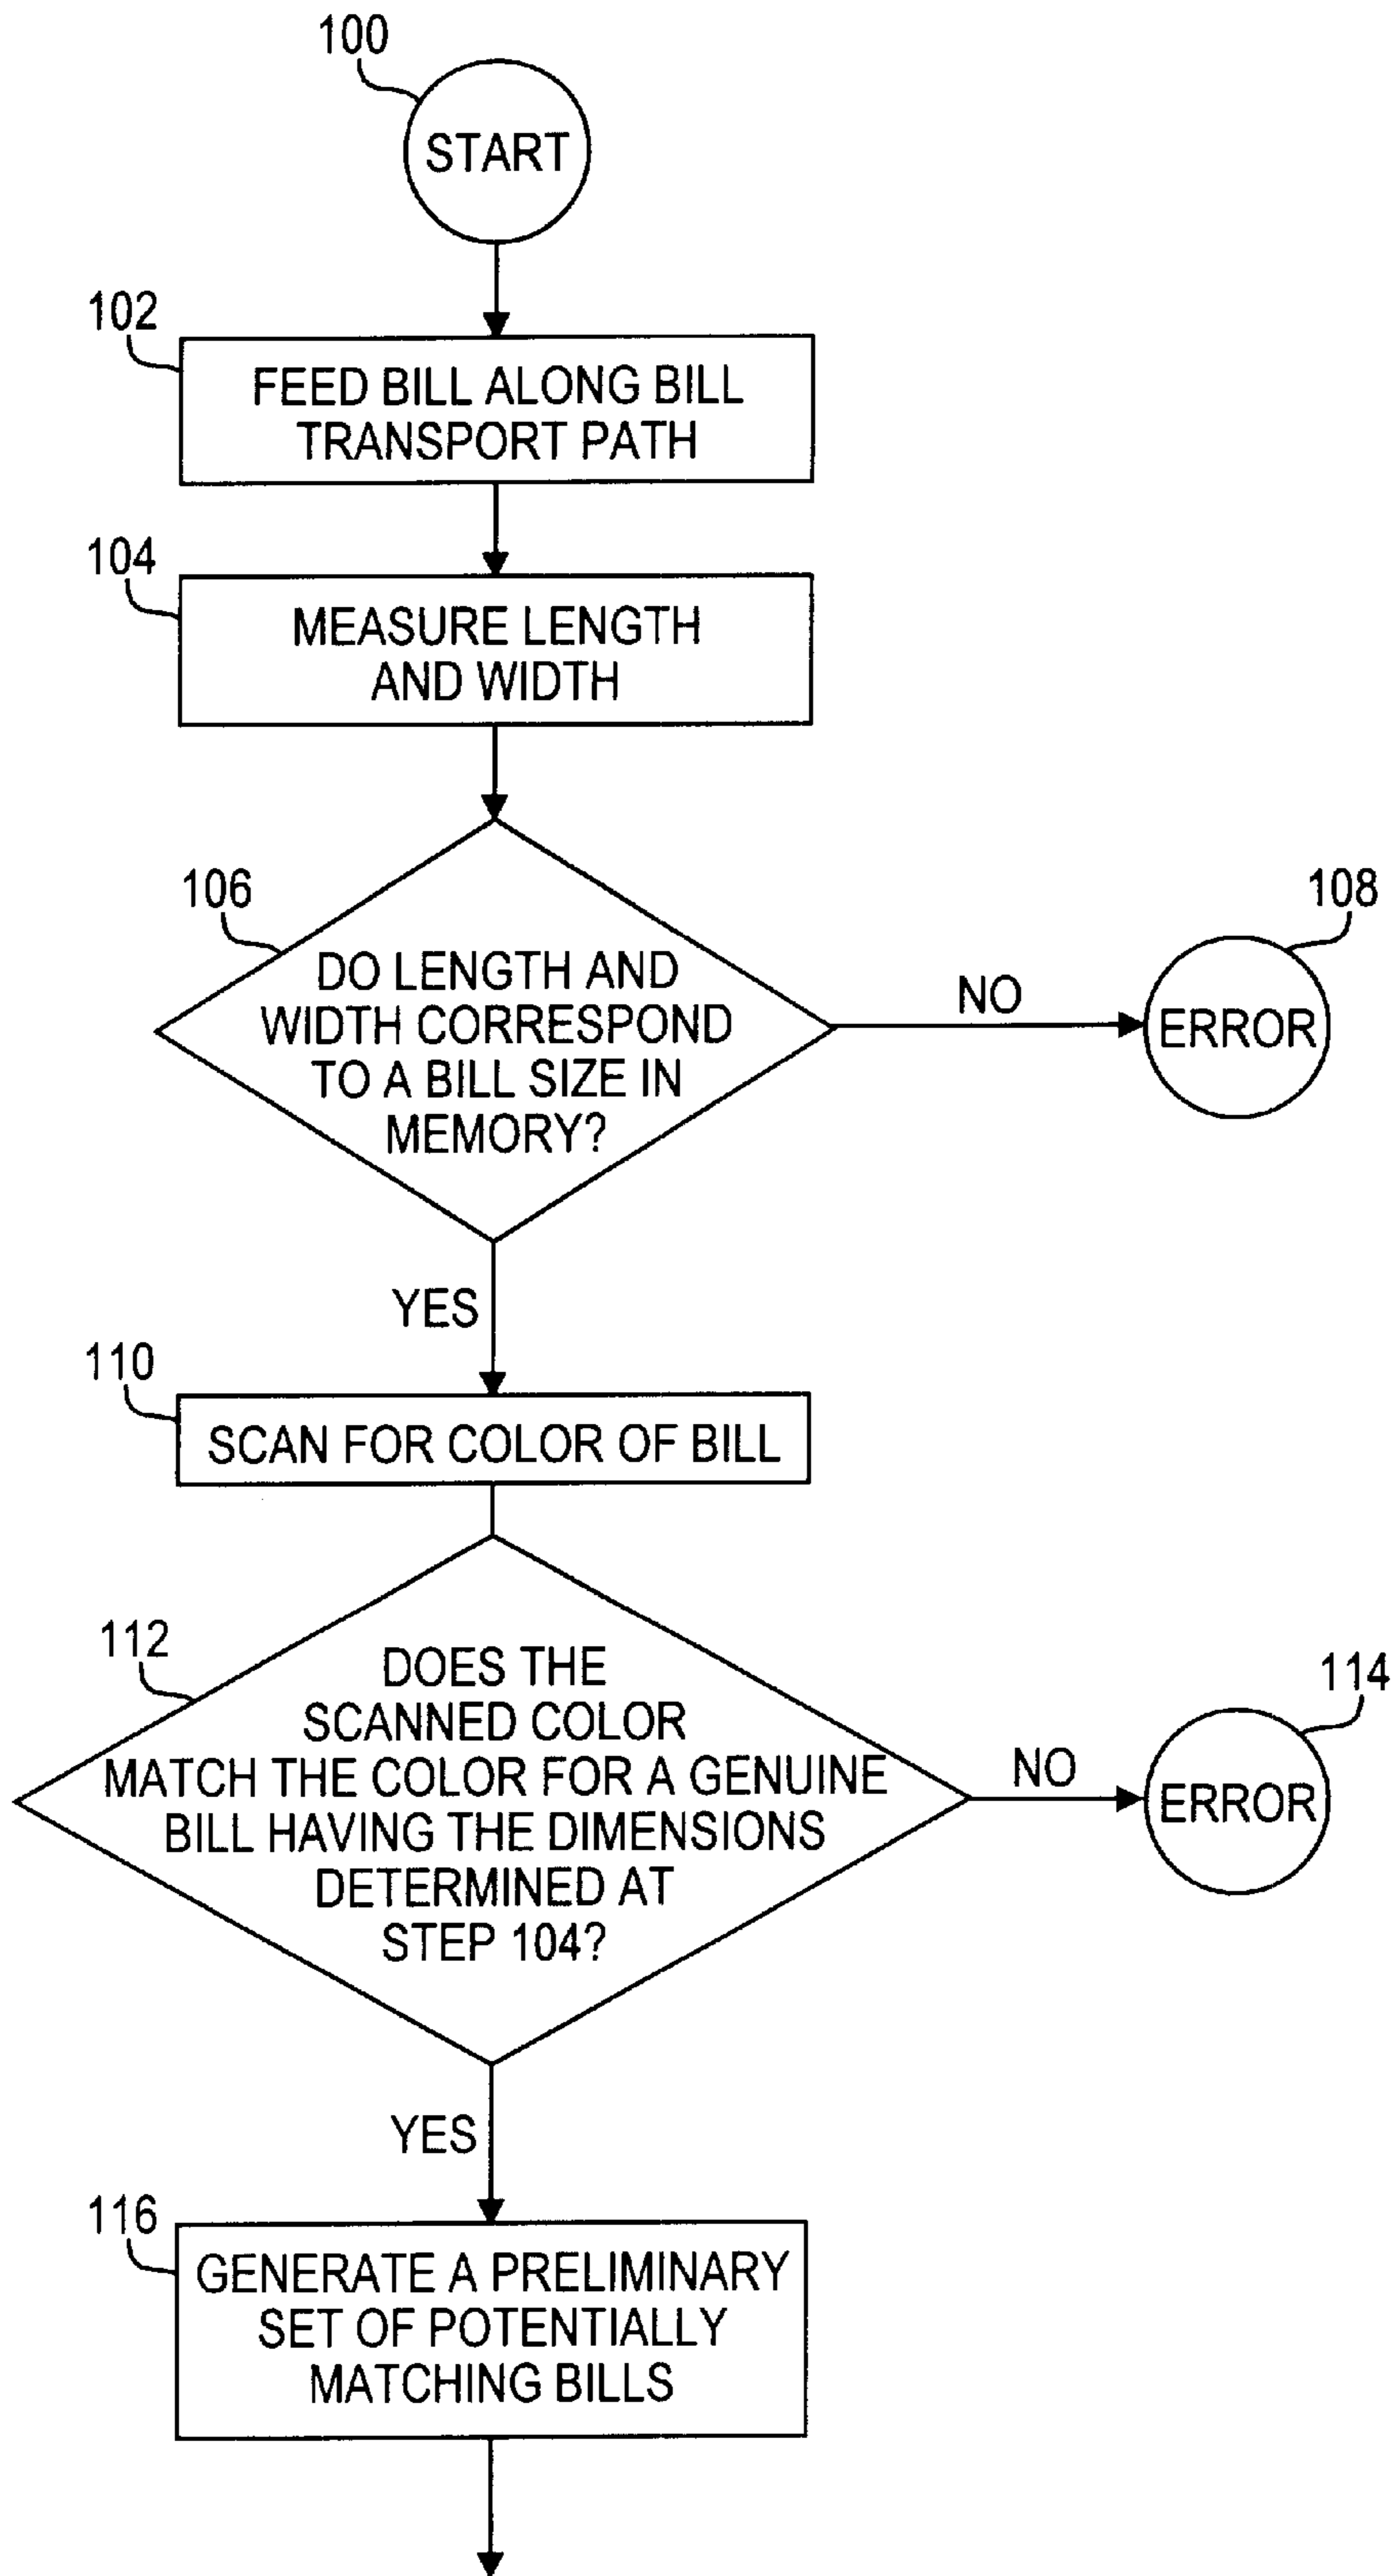 100
START
102
FEED BILL ALONG BILL
TRANSPORT PATH
104
MEASURE LENGTH
AND WIDTH
106
DO LENGTH AND
WIDTH CORRESPOND
TO A BILL SIZE IN
MEMORY?
NO
108
ERROR
YES
110
SCAN FOR COLOR OF BILL
112
DOES THE
SCANNED COLOR
MATCH THE COLOR FOR A GENUINE
BILL HAVING THE DIMENSIONS
DETERMINED AT
STEP 104?
NO
114
ERROR
YES
116
GENERATE A PRELIMINARY
SET OF POTENTIALLY
MATCHING BILLS